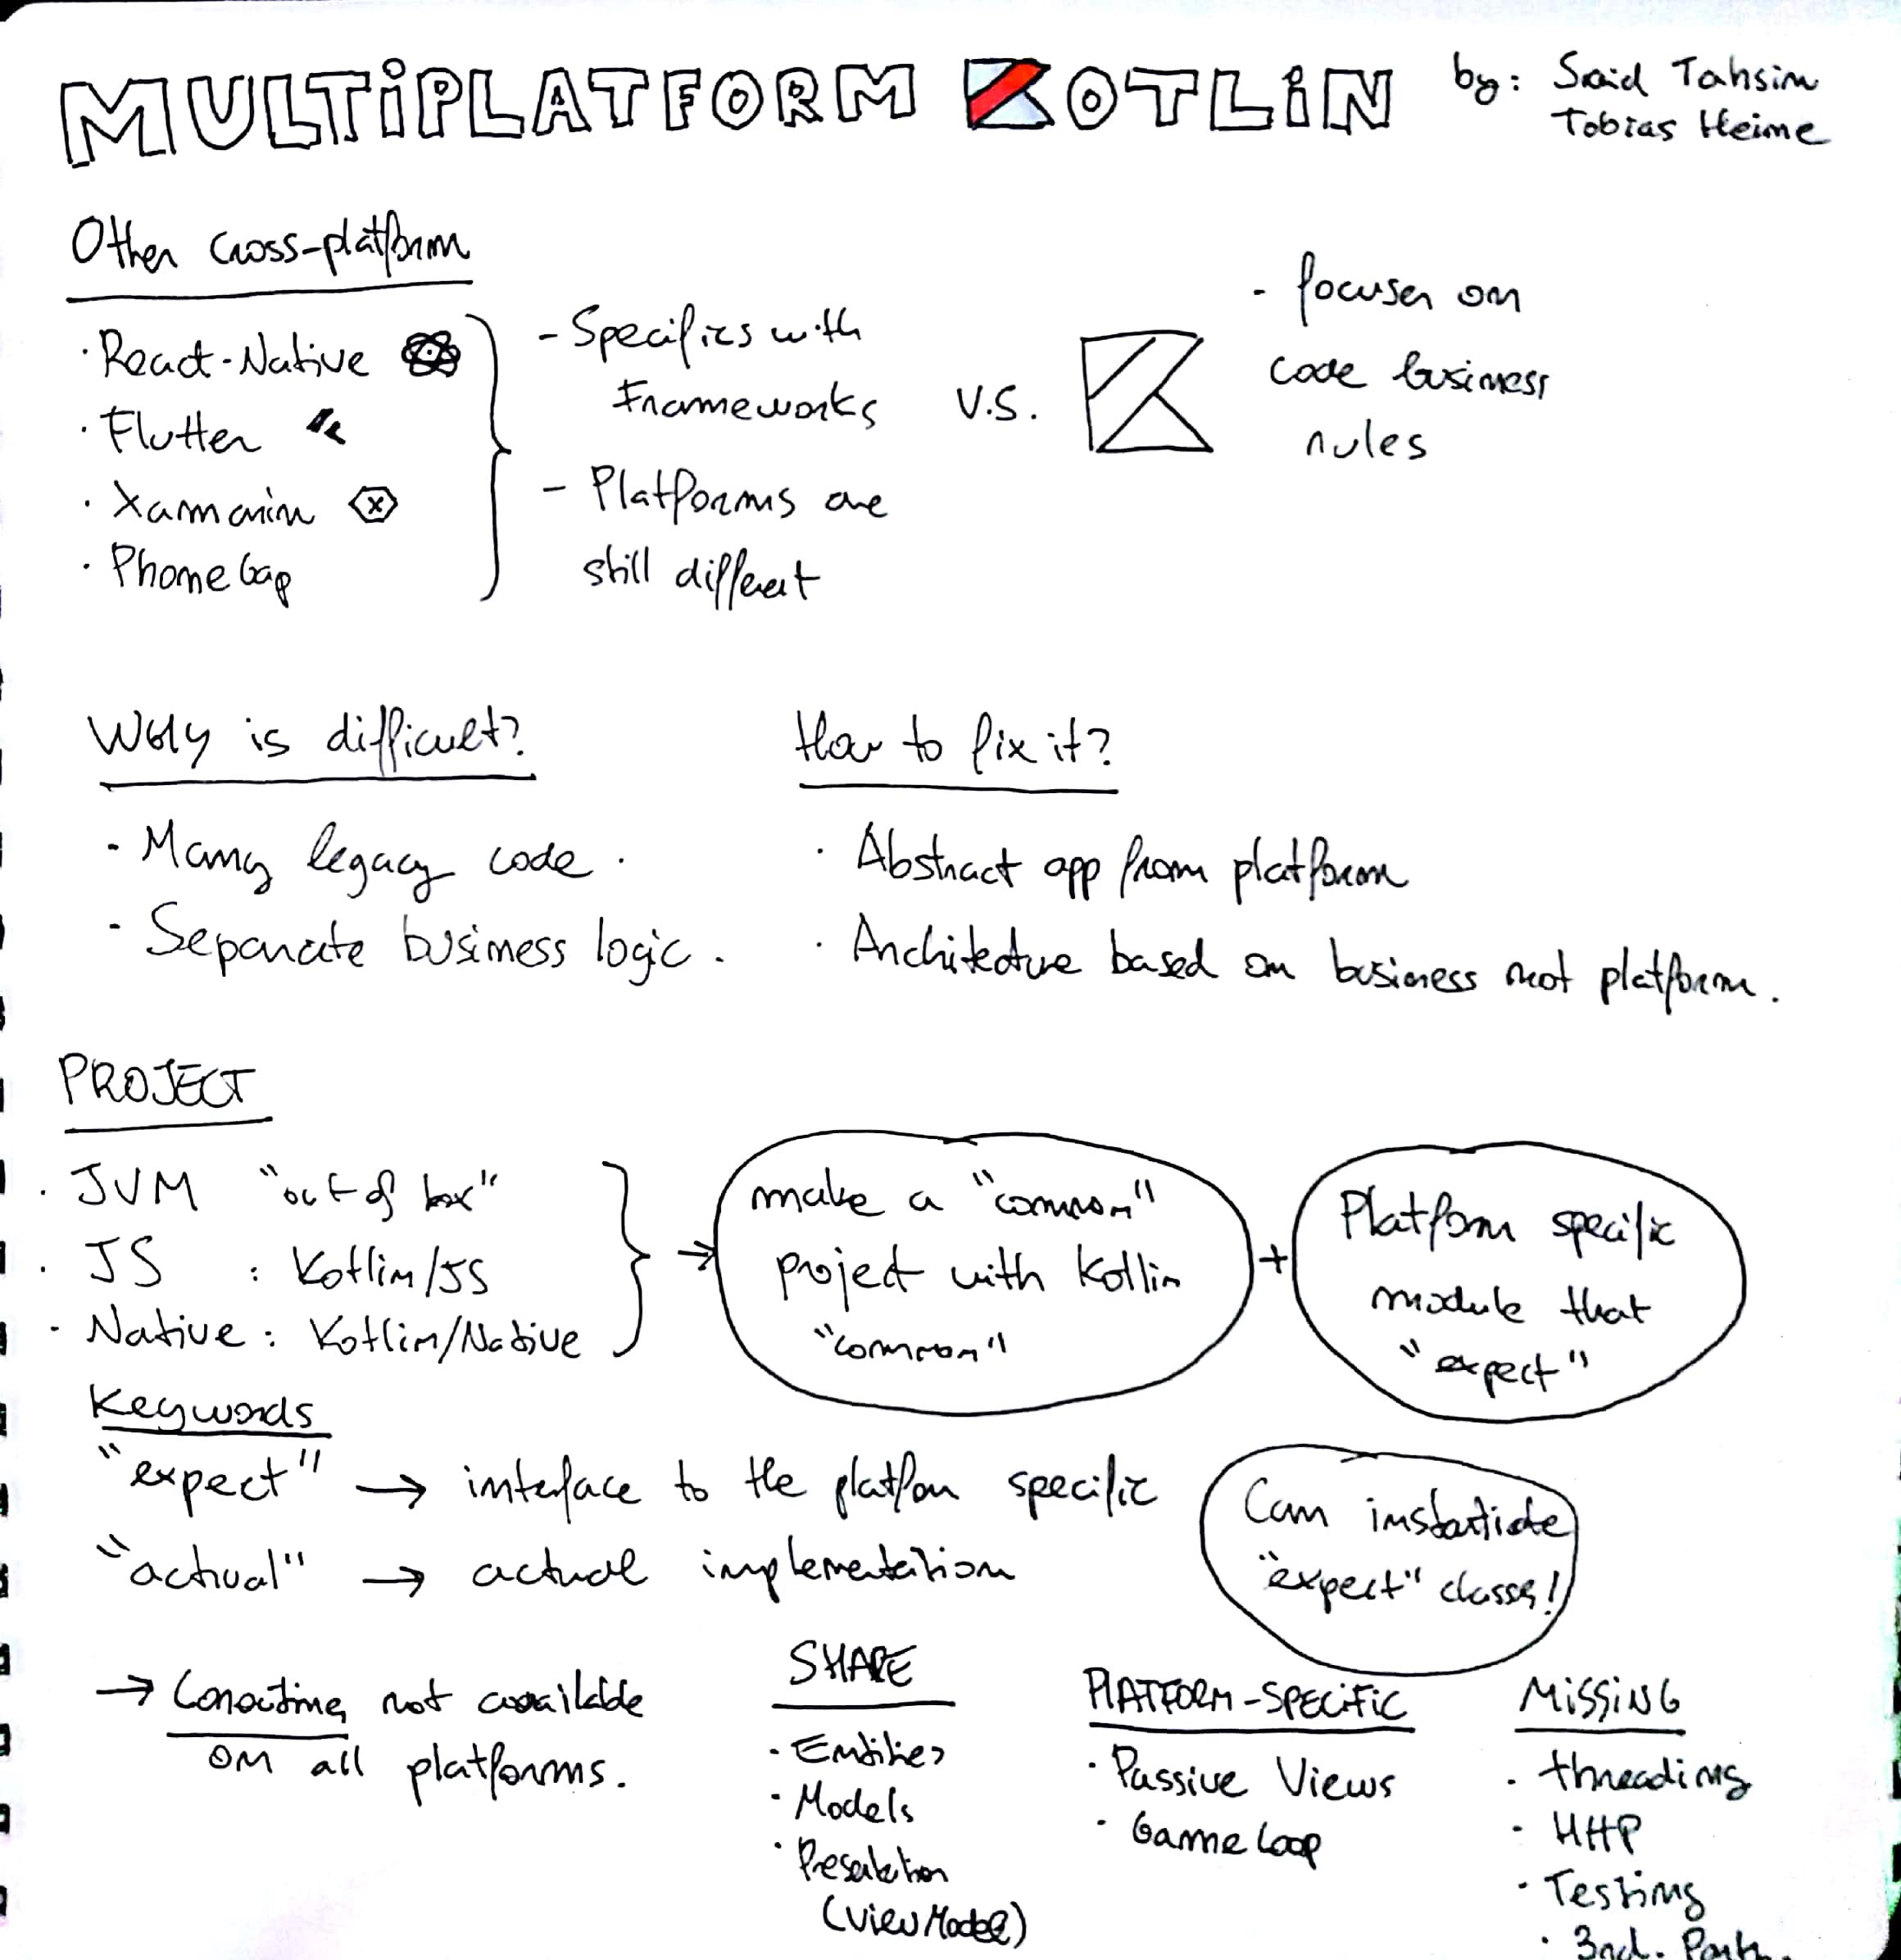 MULTIPLATFORM KOTLIN
by: Said Tahsin
Tobias Heime
Other cross-platform
· React-Native
· Flutter
· Xamarin
· PhoneGap
- Specifics with
Frameworks
- Platforms are
still different
V.S.
- focuses on
code business
rules
Why is difficult?
- Many legacy code.
- Separate business logic.
How to fix it?
· Abstract app from platform
· Architecture based on business not platform.
PROJECT
· JVM "out of box"
· JS : Kotlin/JS
· Native: Kotlin/Native
→ make a "common"
project with Kotlin
"common"
+
Platform specific
module that
"expect"
Keywords
"expect" → interface to the platfom specific
"actual" → actual implementation
Can instantiate
"expect" classes!
→ Coroutines not available
on all platforms.
SHARE
· Entities
· Models
· Presentation
(ViewModel)
PLATFORM-SPECIFIC
· Passive Views
· Game Loop
MISSING
· threading
· HTTP
· Testing
· 3rd. Party